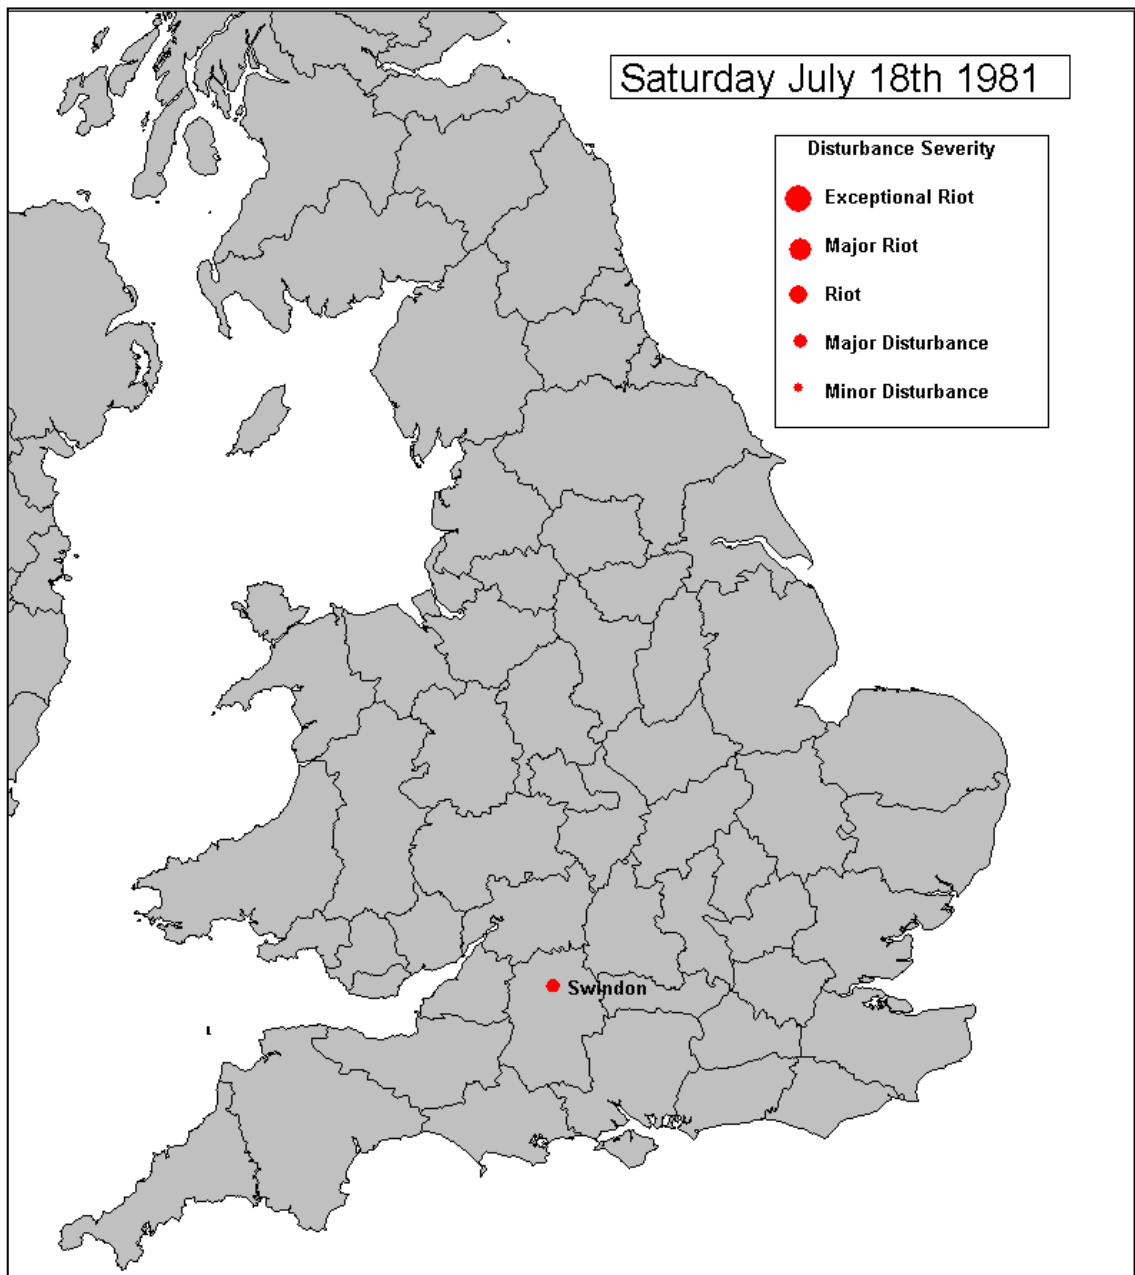 Saturday July 18th 1981
Disturbance Severity
Exceptional Riot
Major Riot
Riot
Major Disturbance
Minor Disturbance
Swindon